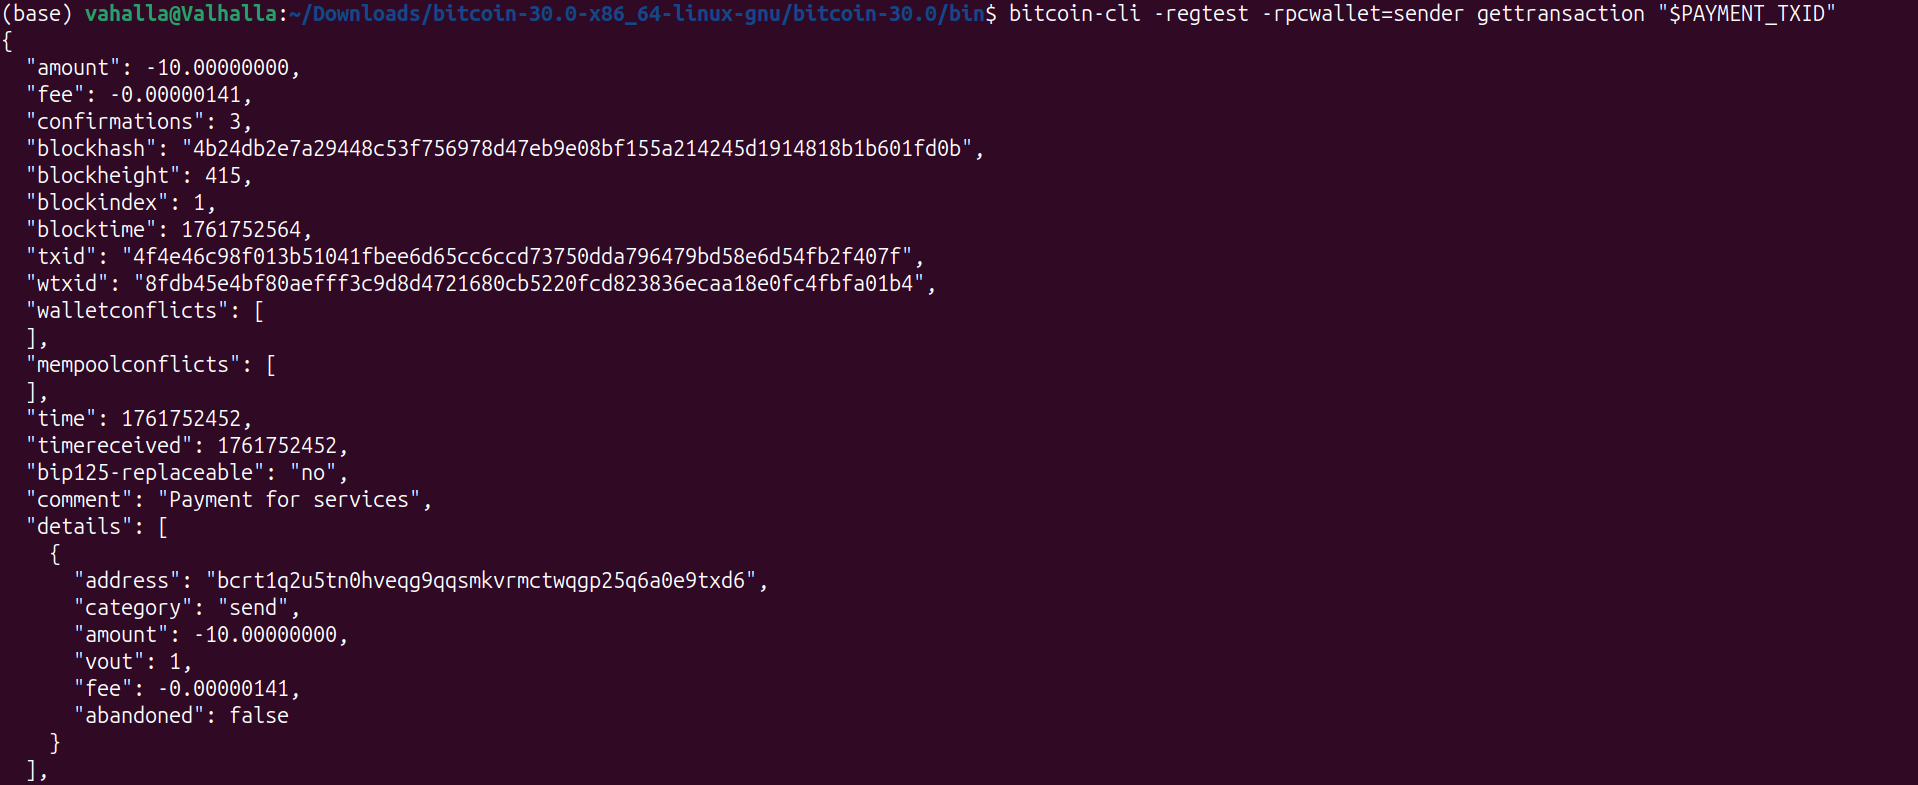 (base) vahalla@Valhalla:~/Downloads/bitcoin-30.0-x86_64-linux-gnu/bitcoin-30.0/bin$ bitcoin-cli -regtest -rpcwallet=sender gettransaction "$PAYMENT_TXID"
{
  "amount": -10.00000000,
  "fee": -0.00000141,
  "confirmations": 3,
  "blockhash": "4b24db2e7a29448c53f756978d47eb9e08bf155a214245d1914818b1b601fd0b",
  "blockheight": 415,
  "blockindex": 1,
  "blocktime": 1761752564,
  "txid": "4f4e46c98f013b51041fbee6d65cc6ccd73750dda796479bd58e6d54fb2f407f",
  "wtxid": "8fdb45e4bf80aefff3c9d8d4721680cb5220fcd823836ecaa18e0fc4fbfa01b4",
  "walletconflicts": [
  ],
  "mempoolconflicts": [
  ],
  "time": 1761752452,
  "timereceived": 1761752452,
  "bip125-replaceable": "no",
  "comment": "Payment for services",
  "details": [
    {
      "address": "bcrt1q2u5tn0hveqg9qqsmkvrmctwqgp25q6a0e9txd6",
      "category": "send",
      "amount": -10.00000000,
      "vout": 1,
      "fee": -0.00000141,
      "abandoned": false
    }
  ],